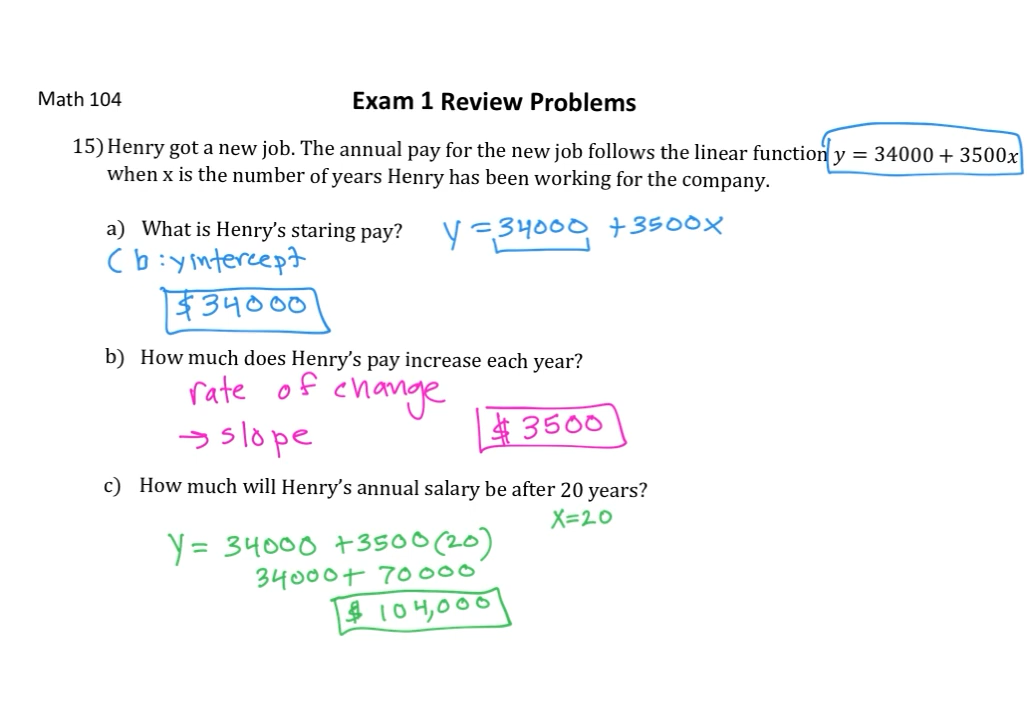 Math 104
Exam 1 Review Problems
15) Henry got a new job. The annual pay for the new job follows the linear function y = 34000 + 3500x
when x is the number of years Henry has been working for the company.
a) What is Henry's staring pay?
y = 34000 + 3500x
( b : y intercept
$ 34000
b) How much does Henry's pay increase each year?
rate of change
→ slope
$ 3500
c) How much will Henry's annual salary be after 20 years?
x=20
y = 34000 + 3500(20)
34000 + 70000
$ 104,000